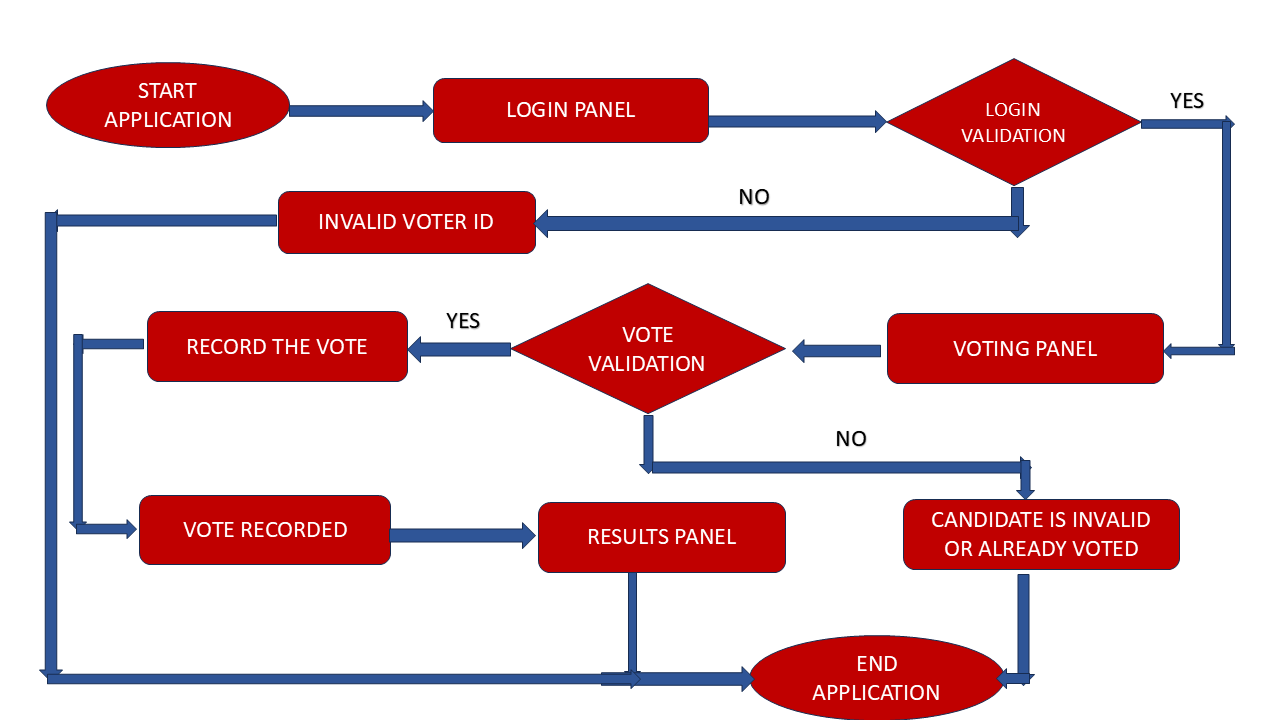 START
APPLICATION
LOGIN PANEL
LOGIN
VALIDATION
YES
NO
INVALID VOTER ID
YES
RECORD THE VOTE
VOTE
VALIDATION
VOTING PANEL
NO
VOTE RECORDED
RESULTS PANEL
CANDIDATE IS INVALID
OR ALREADY VOTED
END
APPLICATION